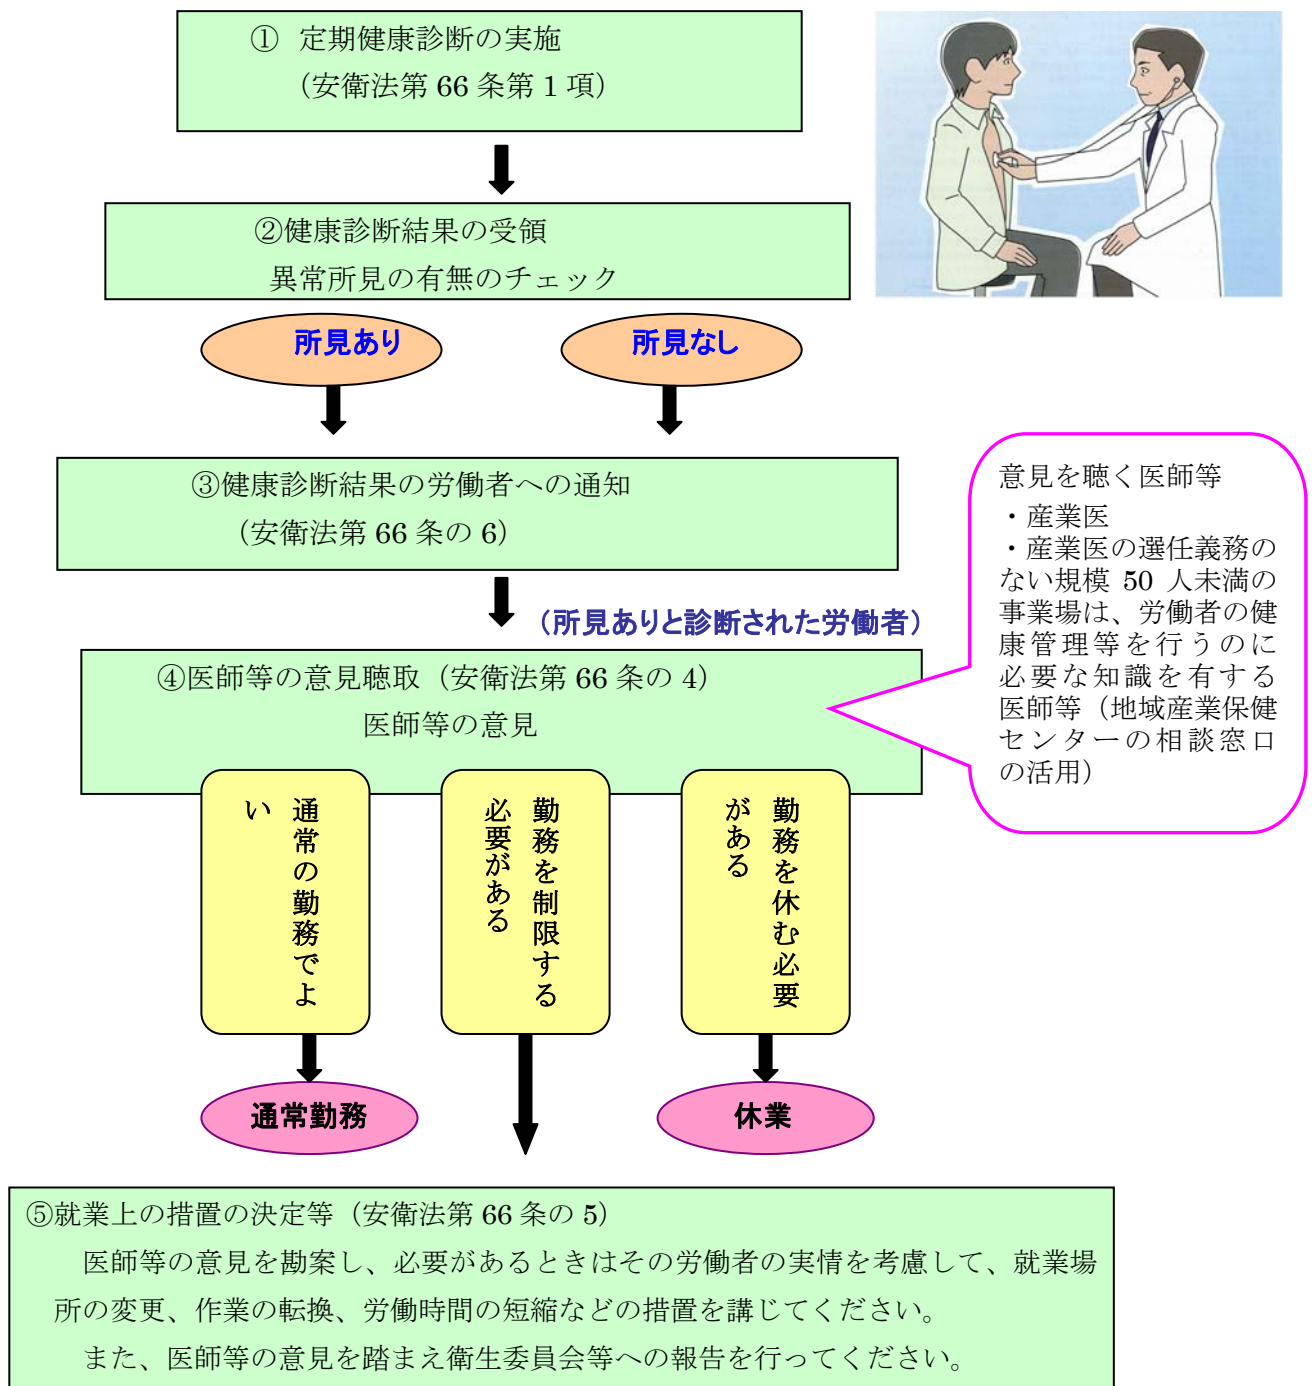 ① 定期健康診断の実施
（安衛法第 66 条第 1 項）
②健康診断結果の受領
異常所見の有無のチェック
所見あり
所見なし
③健康診断結果の労働者への通知
（安衛法第 66 条の 6）
（所見ありと診断された労働者）
④医師等の意見聴取（安衛法第 66 条の 4）
医師等の意見
意見を聴く医師等
・産業医
・産業医の選任義務の
ない規模 50 人未満の
事業場は、労働者の健
康管理等を行うのに
必要な知識を有する
医師等（地域産業保健
センターの相談窓口
の活用）
通常の勤務でよ
い
勤務を制限する
必要がある
勤務を休む必要
がある
通常勤務
休業
⑤就業上の措置の決定等（安衛法第 66 条の 5）
医師等の意見を勘案し、必要があるときはその労働者の実情を考慮して、就業場
所の変更、作業の転換、労働時間の短縮などの措置を講じてください。
また、医師等の意見を踏まえ衛生委員会等への報告を行ってください。